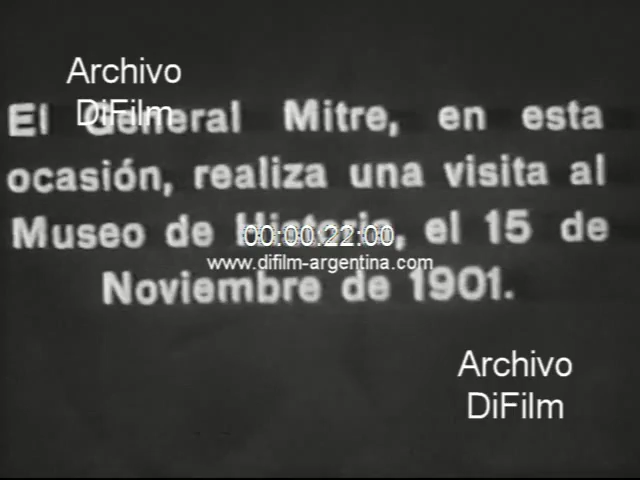 Archivo
DiFilm
El General Mitre, en esta
ocasión, realiza una visita al
Museo de Historia, el 15 de
00:00:22:00
www.difilm-argentina.com
Noviembre de 1901.
Archivo
DiFilm